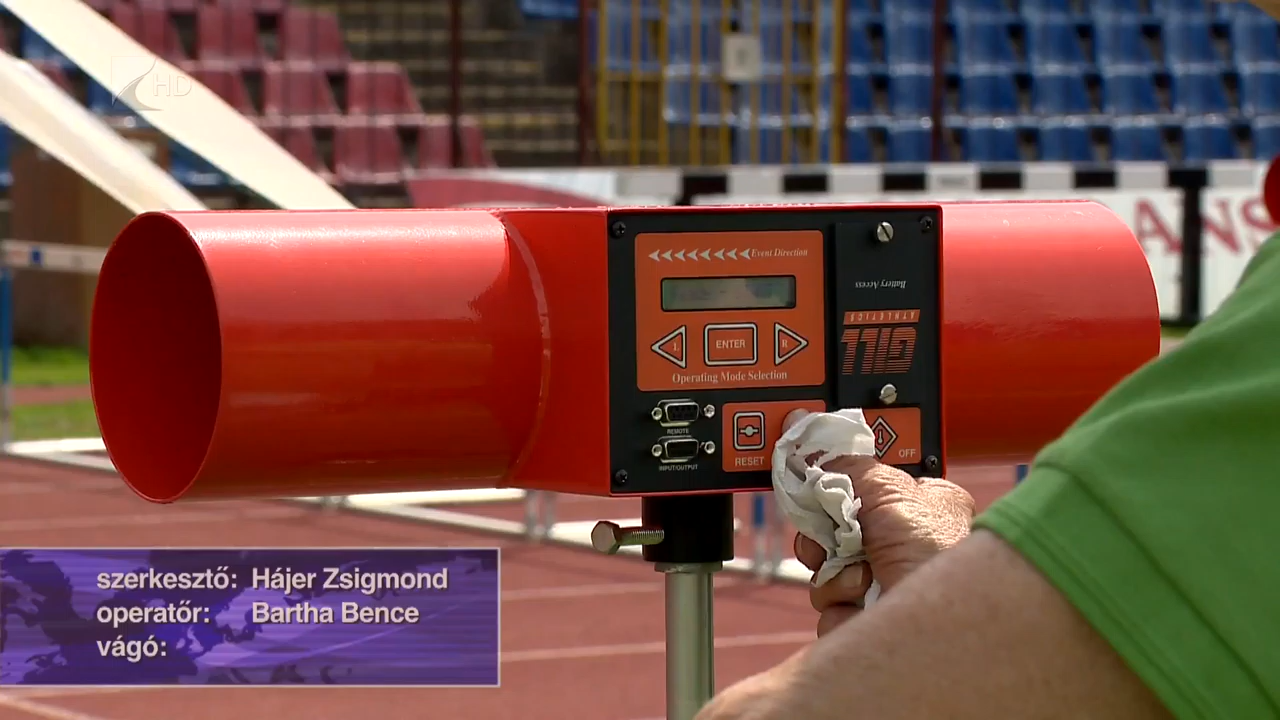 HD
Event Direction
L
ENTER
R
Operating Mode Selection
Battery Access
ATHLETICS
GILL
REMOTE
INPUT/OUTPUT
RESET
OFF
ANS
szerkesztő: Hájer Zsigmond
operatőr: Bartha Bence
vágó: